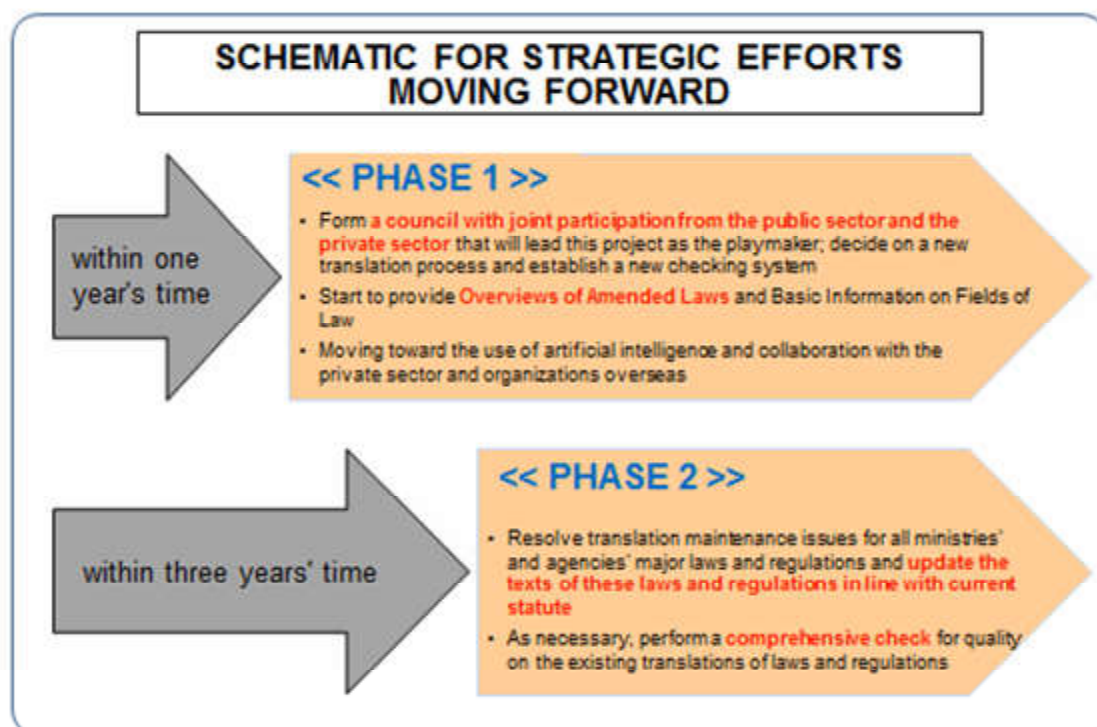 SCHEMATIC FOR STRATEGIC EFFORTS
MOVING FORWARD
within one
year's time
<< PHASE 1 >>
• Form a council with joint participation from the public sector and the
private sector that will lead this project as the playmaker; decide on a new
translation process and establish a new checking system
• Start to provide Overviews of Amended Laws and Basic Information on Fields of
Law
• Moving toward the use of artificial intelligence and collaboration with the
private sector and organizations overseas
within three years' time
<< PHASE 2 >>
• Resolve translation maintenance issues for all ministries'
and agencies' major laws and regulations and update the
texts of these laws and regulations in line with current
statute
• As necessary, perform a comprehensive check for quality
on the existing translations of laws and regulations